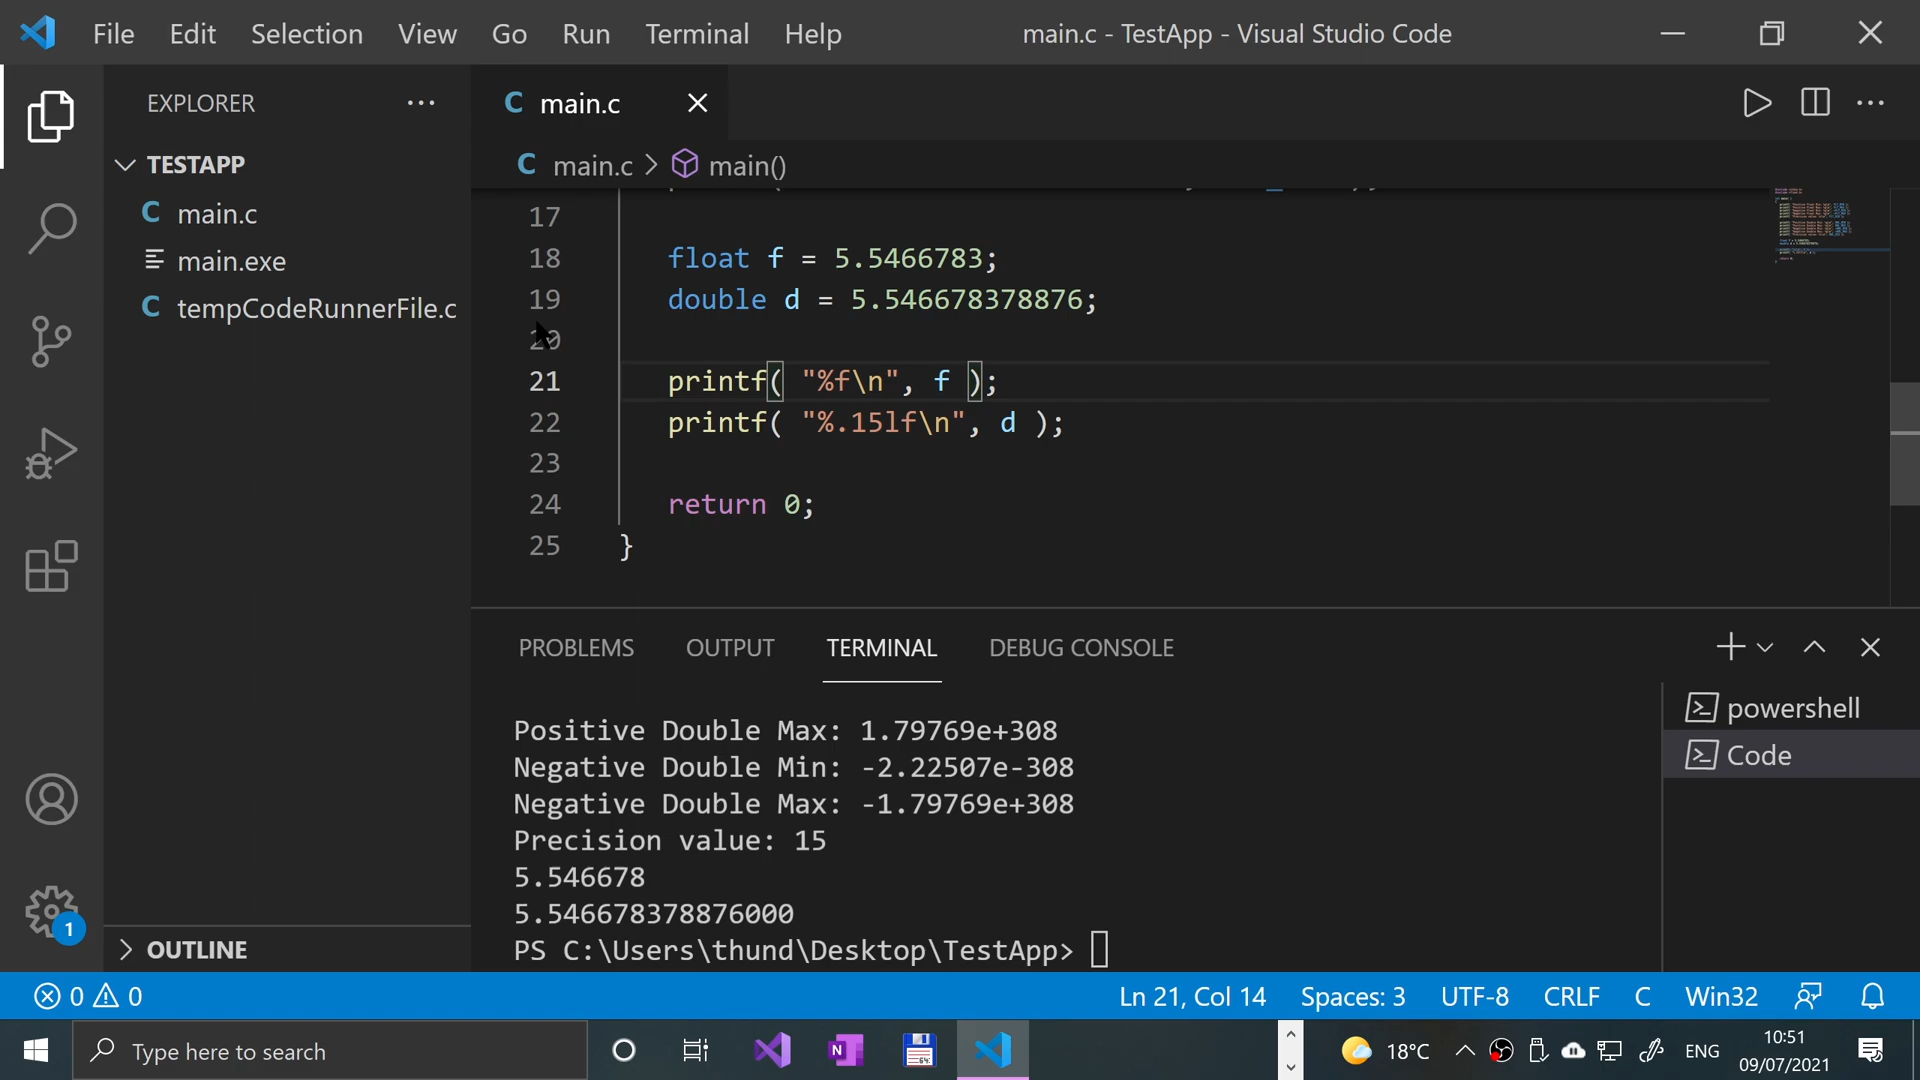 File Edit Selection View Go Run Terminal Help main.c - TestApp - Visual Studio Code
EXPLORER
C main.c
TESTAPP
C main.c > main()
C main.c
main.exe
C tempCodeRunnerFile.c
17
18 float f = 5.5466783;
19 double d = 5.546678378876;
20
21 printf( "%f\n", f );
22 printf( "%.15lf\n", d );
23
24 return 0;
25 }
PROBLEMS OUTPUT TERMINAL DEBUG CONSOLE
Positive Double Max: 1.79769e+308
Negative Double Min: -2.22507e-308
Negative Double Max: -1.79769e+308
Precision value: 15
5.546678
5.546678378876000
PS C:\Users\thund\Desktop\TestApp>
powershell
Code
1
OUTLINE
0 0 Ln 21, Col 14 Spaces: 3 UTF-8 CRLF C Win32
Type here to search
N
64
18°C
ENG
10:51
09/07/2021